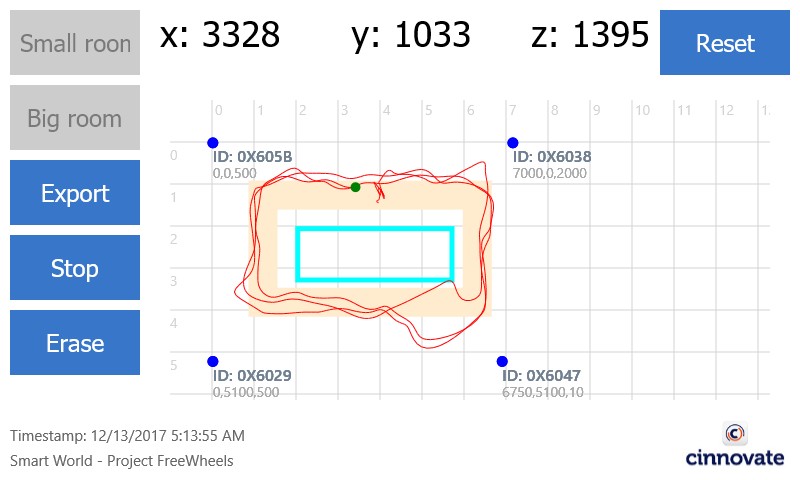 Small room
x: 3328
y: 1033
z: 1395
Reset
Big room
Export
Stop
Erase
0 1 2 3 4 5 6 7 8 9 10 11 12 1
0
1
2
3
4
5
ID: 0X605B
0,0,500
ID: 0X6038
7000,0,2000
ID: 0X6029
0,5100,500
ID: 0X6047
6750,5100,10
Timestamp: 12/13/2017 5:13:55 AM
Smart World - Project FreeWheels
cinnovate